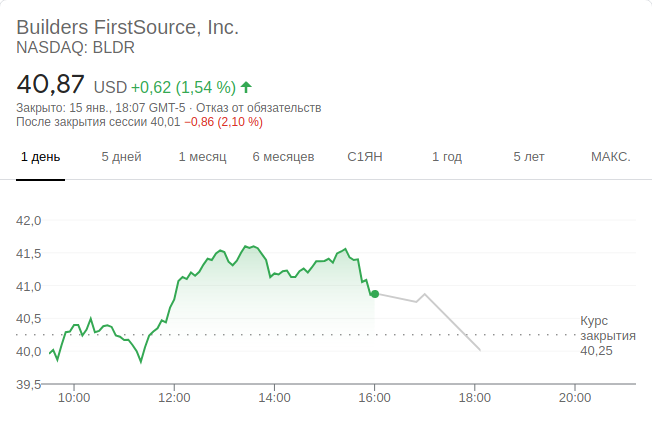 Builders FirstSource, Inc.
NASDAQ: BLDR
40,87 USD +0,62 (1,54 %)
Закрыто: 15 янв., 18:07 GMT-5 · Отказ от обязательств
После закрытия сессии 40,01 −0,86 (2,10 %)
1 день 5 дней 1 месяц 6 месяцев С1ЯН 1 год 5 лет МАКС.
42,0
41,5
41,0
40,5
40,0
39,5
Курс
закрытия
40,25
10:00 12:00 14:00 16:00 18:00 20:00